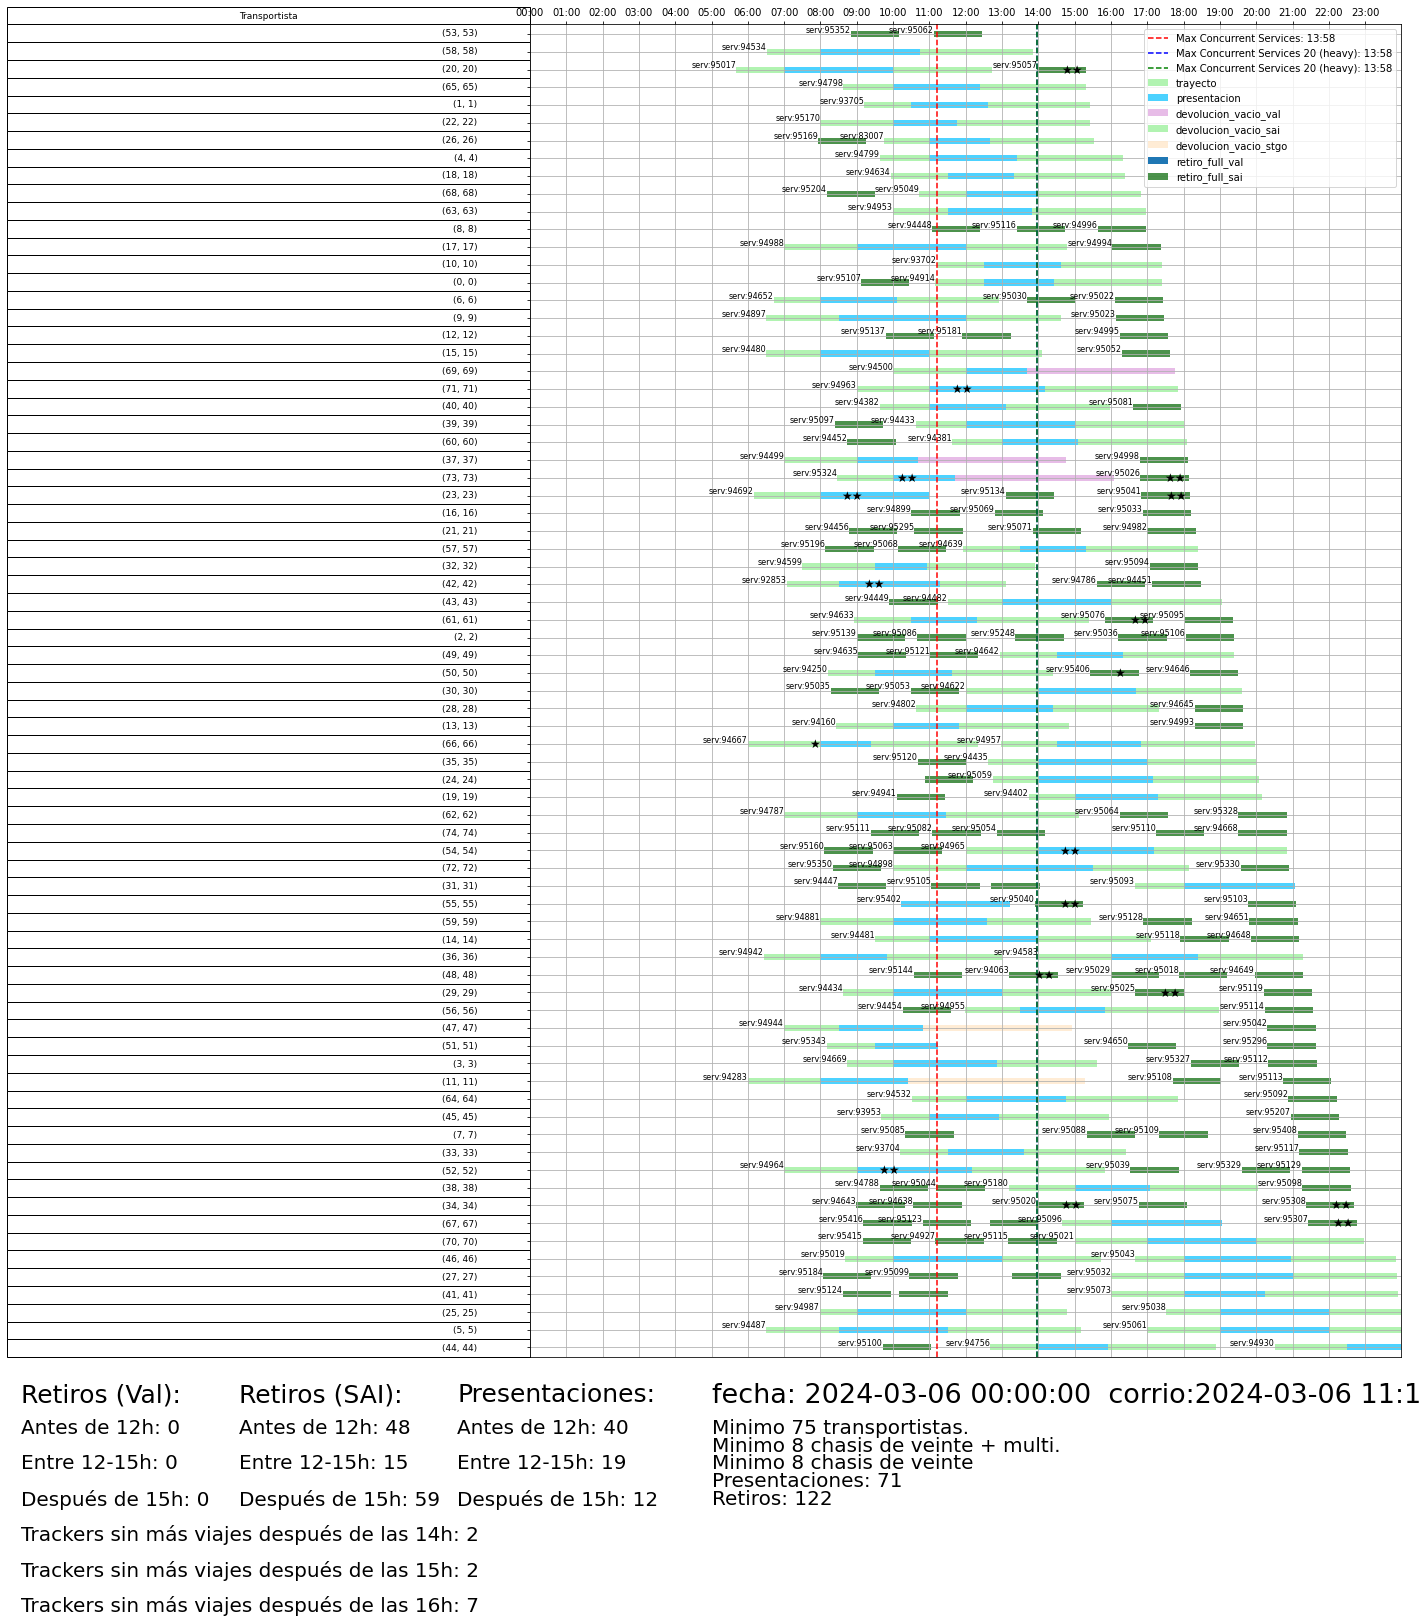 Transportista
00:00 01:00 02:00 03:00 04:00 05:00 06:00 07:00 08:00 09:00 10:00 11:00 12:00 13:00 14:00 15:00 16:00 17:00 18:00 19:00 20:00 21:00 22:00 23:00
Max Concurrent Services: 13:58
Max Concurrent Services 20 (heavy): 13:58
Max Concurrent Services 20 (heavy): 13:58
trayecto
presentacion
devolucion_vacio_val
devolucion_vacio_sai
devolucion_vacio_stgo
retiro_full_val
retiro_full_sai
(53, 53) serv:95352 serv:95062
(58, 58) serv:94534
(20, 20) serv:95017 serv:95057
(65, 65) serv:94798
(1, 1) serv:93705
(22, 22) serv:95170
(26, 26) serv:95169 serv:83007
(4, 4) serv:94799
(18, 18) serv:94634
(68, 68) serv:95204 serv:95049
(63, 63) serv:94953
(8, 8) serv:94448 serv:95116 serv:94996
(17, 17) serv:94988 serv:94994
(10, 10) serv:93702
(0, 0) serv:95107 serv:94914
(6, 6) serv:94652 serv:95030 serv:95022
(9, 9) serv:94897 serv:95023
(12, 12) serv:95137 serv:95181 serv:94995
(15, 15) serv:94480 serv:95052
(69, 69) serv:94500
(71, 71) serv:94963
(40, 40) serv:94382 serv:95081
(39, 39) serv:95097 serv:94433
(60, 60) serv:94452 serv:94381
(37, 37) serv:94499 serv:94998
(73, 73) serv:95324 serv:95026
(23, 23) serv:94692 serv:95134 serv:95041
(16, 16) serv:94899 serv:95069 serv:95033
(21, 21) serv:94456 serv:95295 serv:95071 serv:94982
(57, 57) serv:95196 serv:95068 serv:94639
(32, 32) serv:94599 serv:95094
(42, 42) serv:92853 serv:94786 serv:94451
(43, 43) serv:94449 serv:94482
(61, 61) serv:94633 serv:95076 serv:95095
(2, 2) serv:95139 serv:95086 serv:95248 serv:95036 serv:95106
(49, 49) serv:94635 serv:95121 serv:94642
(50, 50) serv:94250 serv:95406 serv:94646
(30, 30) serv:95035 serv:95053 serv:94622
(28, 28) serv:94802 serv:94645
(13, 13) serv:94160 serv:94993
(66, 66) serv:94667 serv:94957
(35, 35) serv:95120 serv:94435
(24, 24) serv:95059
(19, 19) serv:94941 serv:94402
(62, 62) serv:94787 serv:95064 serv:95328
(74, 74) serv:95111 serv:95082 serv:95054 serv:95110 serv:94668
(54, 54) serv:95160 serv:95063 serv:94965
(72, 72) serv:95350 serv:94898 serv:95330
(31, 31) serv:94447 serv:95105 serv:95093
(55, 55) serv:95402 serv:95040 serv:95103
(59, 59) serv:94881 serv:95128 serv:94651
(14, 14) serv:94481 serv:95118 serv:94648
(36, 36) serv:94942 serv:94583
(48, 48) serv:95144 serv:94063 serv:95029 serv:95018 serv:94649
(29, 29) serv:94434 serv:95025 serv:95119
(56, 56) serv:94454 serv:94955 serv:95114
(47, 47) serv:94944 serv:95042
(51, 51) serv:95343 serv:94650 serv:95296
(3, 3) serv:94669 serv:95327 serv:95112
(11, 11) serv:94283 serv:95108 serv:95113
(64, 64) serv:94532 serv:95092
(45, 45) serv:93953 serv:95207
(7, 7) serv:95085 serv:95088 serv:95109 serv:95408
(33, 33) serv:93704 serv:95117
(52, 52) serv:94964 serv:95039 serv:95329 serv:95129
(38, 38) serv:94788 serv:95044 serv:95180 serv:95098
(34, 34) serv:94643 serv:94638 serv:95020 serv:95075 serv:95308
(67, 67) serv:95416 serv:95123 serv:95096 serv:95307
(70, 70) serv:95415 serv:94927 serv:95115 serv:95021
(46, 46) serv:95019 serv:95043
(27, 27) serv:95184 serv:95099 serv:95032
(41, 41) serv:95124 serv:95073
(25, 25) serv:94987 serv:95038
(5, 5) serv:94487 serv:95061
(44, 44) serv:95100 serv:94756 serv:94930
Retiros (Val):
Antes de 12h: 0
Entre 12-15h: 0
Después de 15h: 0
Retiros (SAI):
Antes de 12h: 48
Entre 12-15h: 15
Después de 15h: 59
Presentaciones:
Antes de 12h: 40
Entre 12-15h: 19
Después de 15h: 12
Trackers sin más viajes después de las 14h: 2
Trackers sin más viajes después de las 15h: 2
Trackers sin más viajes después de las 16h: 7
fecha: 2024-03-06 00:00:00 corrio:2024-03-06 11:1
Minimo 75 transportistas.
Minimo 8 chasis de veinte + multi.
Minimo 8 chasis de veinte
Presentaciones: 71
Retiros: 122